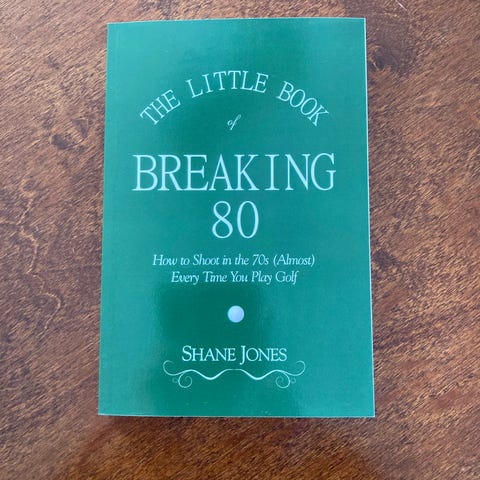 THE LITTLE BOOK
of
BREAKING
80
How to Shoot in the 70s (Almost)
Every Time You Play Golf
SHANE JONES